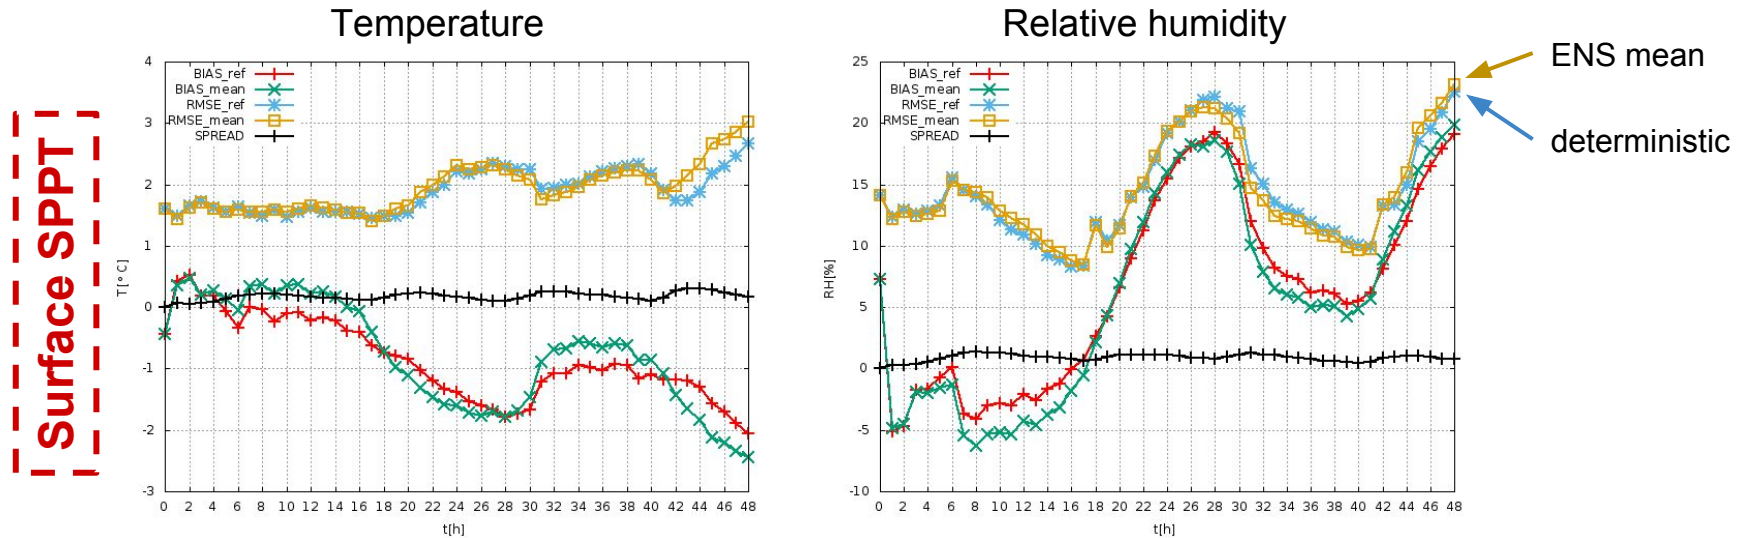 Temperature
Relative humidity
Surface SPPT
4
3
2
1
0
-1
-2
-3
T[° C]
BIAS_ref
BIAS_mean
RMSE_ref
RMSE_mean
SPREAD
0 2 4 6 8 10 12 14 16 18 20 22 24 26 28 30 32 34 36 38 40 42 44 46 48
t[h]
25
20
15
10
5
0
-5
-10
RH[%]
BIAS_ref
BIAS_mean
RMSE_ref
RMSE_mean
SPREAD
0 2 4 6 8 10 12 14 16 18 20 22 24 26 28 30 32 34 36 38 40 42 44 46 48
t[h]
ENS mean
deterministic